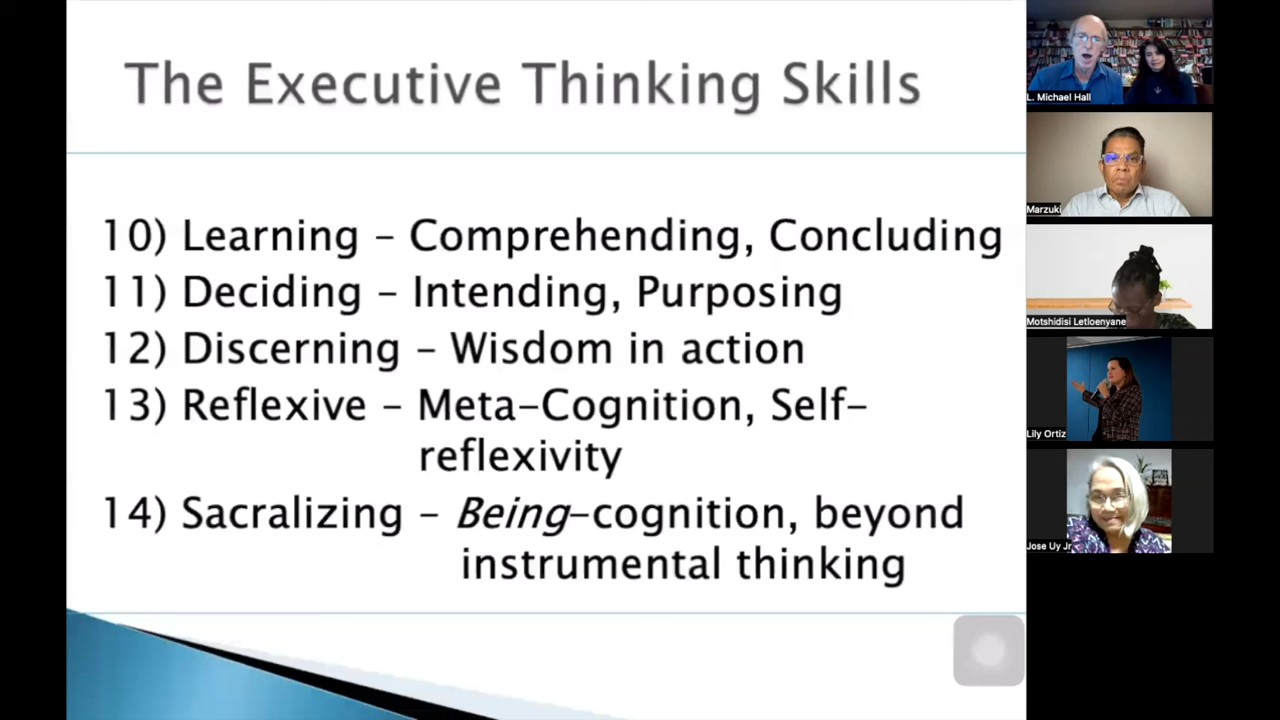 The Executive Thinking Skills
10) Learning – Comprehending, Concluding
11) Deciding – Intending, Purposing
12) Discerning – Wisdom in action
13) Reflexive – Meta-Cognition, Self-
reflexivity
14) Sacralizing – Being-cognition, beyond
instrumental thinking
L. Michael Hall
Marzuki
Motshidisi Letloenyane
Lily Ortiz
Jose Uy Jr